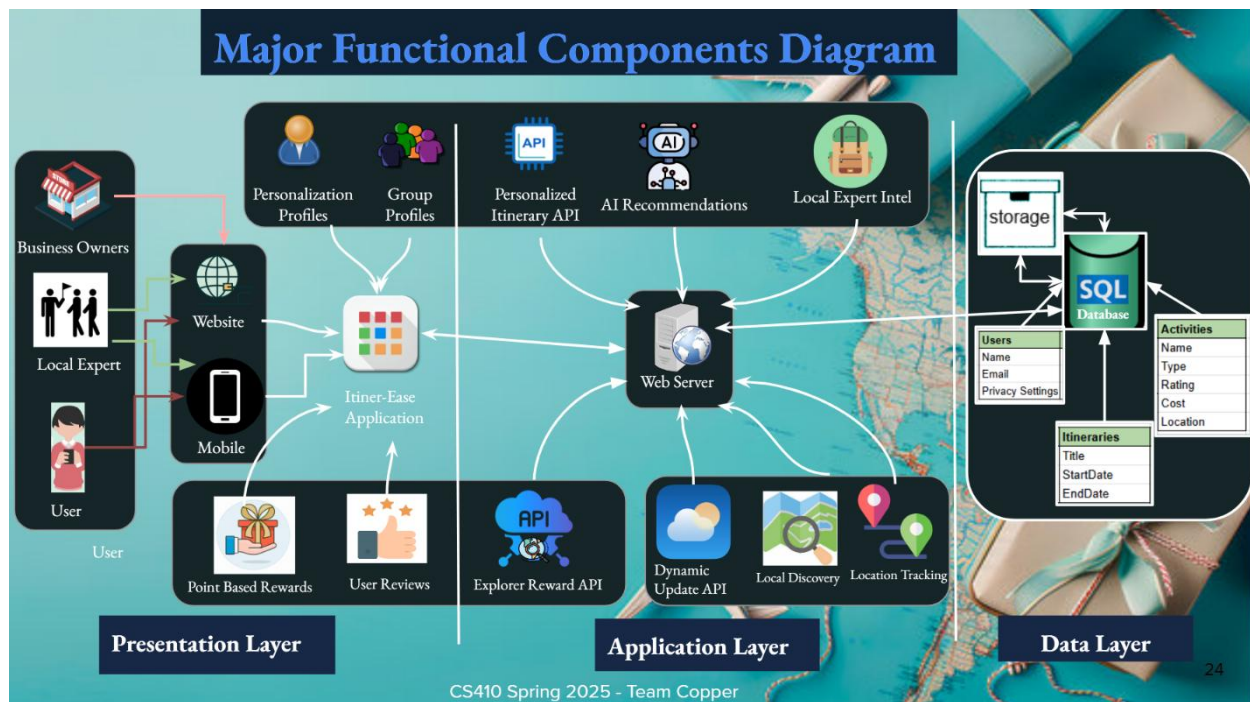 Major Functional Components Diagram
Personalization
Profiles
Group
Profiles
API
Personalized
Itinerary API
AI
AI Recommendations
Local Expert Intel
STORE
Business Owners
Local Expert
User
User
Website
Mobile
Itiner-Ease
Application
Web Server
storage
SQL
Database
Users
Name
Email
Privacy Settings
Activities
Name
Type
Rating
Cost
Location
Itineraries
Title
StartDate
EndDate
Point Based Rewards
User Reviews
API
Explorer Reward API
Dynamic
Update API
Local Discovery
Location Tracking
Presentation Layer
Application Layer
Data Layer
24
CS410 Spring 2025 - Team Copper